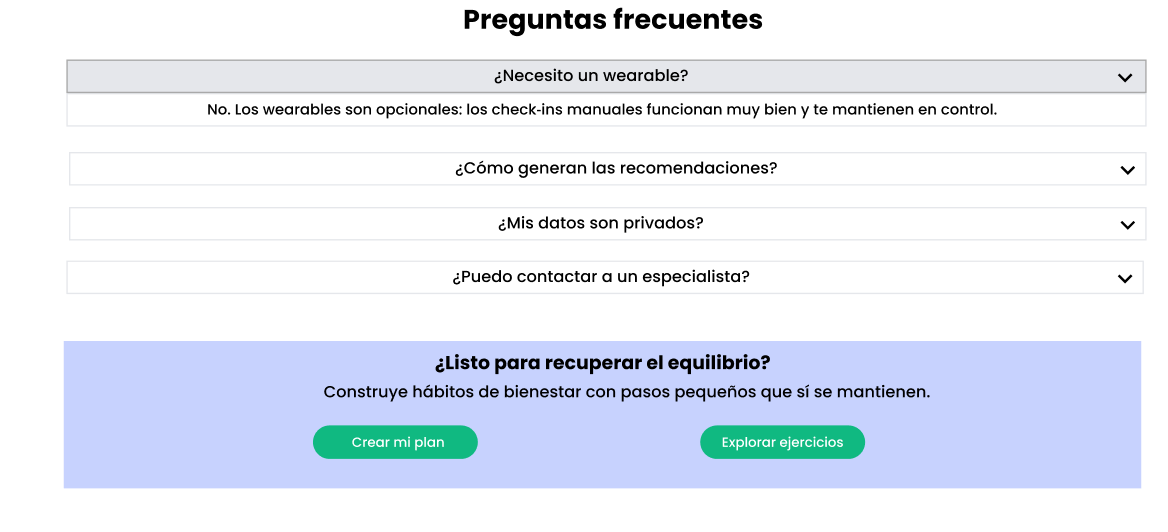 Preguntas frecuentes
¿Necesito un wearable?
No. Los wearables son opcionales: los check-ins manuales funcionan muy bien y te mantienen en control.
¿Cómo generan las recomendaciones?
¿Mis datos son privados?
¿Puedo contactar a un especialista?
¿Listo para recuperar el equilibrio?
Construye hábitos de bienestar con pasos pequeños que sí se mantienen.
Crear mi plan
Explorar ejercicios